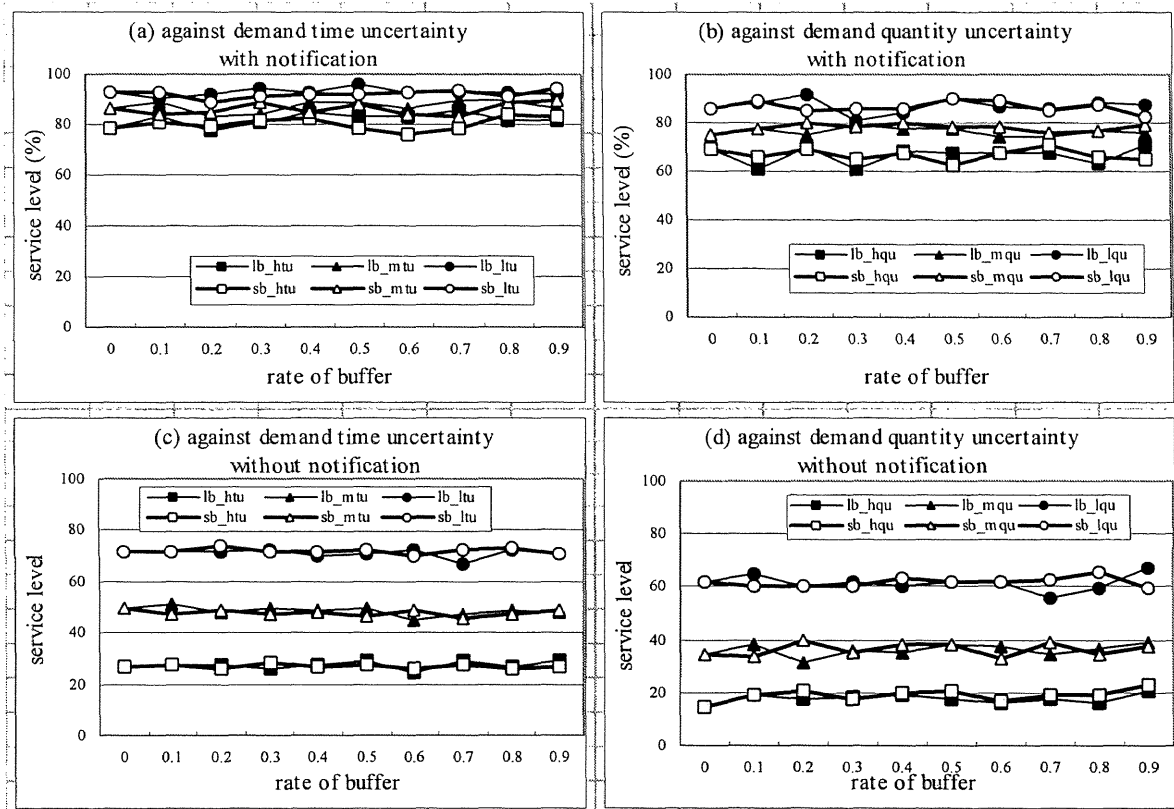 (a) against demand time uncertainty
with notification
service level (%)
100
80
60
40
20
0
lb_htu lb_mtu lb_ltu
sb_htu sb_mtu sb_ltu
0 0.1 0.2 0.3 0.4 0.5 0.6 0.7 0.8 0.9
rate of buffer
(b) against demand quantity uncertainty
with notification
service level (%)
100
80
60
40
20
0
lb_hqu lb_mqu lb_lqu
sb_hqu sb_mqu sb_lqu
0 0.1 0.2 0.3 0.4 0.5 0.6 0.7 0.8 0.9
rate of buffer
(c) against demand time uncertainty
without notification
service level
100
80
60
40
20
0
lb_htu lb_mtu lb_ltu
sb_htu sb_mtu sb_ltu
0 0.1 0.2 0.3 0.4 0.5 0.6 0.7 0.8 0.9
rate of buffer
(d) against demand quantity uncertainty
without notification
service level
100
80
60
40
20
0
lb_hqu lb_mqu lb_lqu
sb_hqu sb_mqu sb_lqu
0 0.1 0.2 0.3 0.4 0.5 0.6 0.7 0.8 0.9
rate of buffer